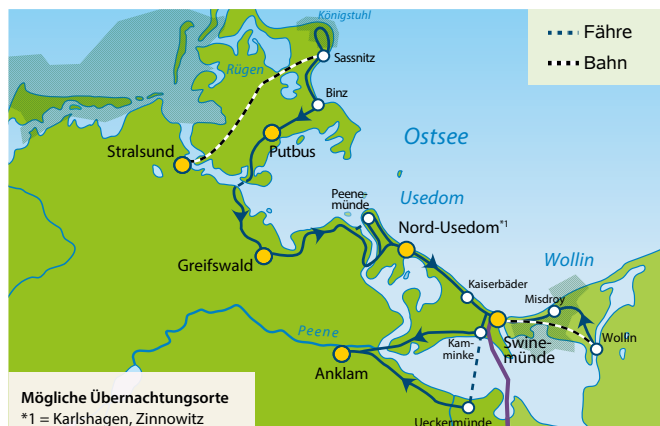 Königstuhl
Sassnitz
Fähre
Bahn
Rügen
Binz
Ostsee
Stralsund
Putbus
Peene-
münde
Usedom
Nord-Usedom*1
Greifswald
Wollin
Kaiserbäder
Misdroy
Peene
Kam-
minke
Swine-
münde
Wollin
Anklam
Mögliche Übernachtungsorte
*1 = Karlshagen, Zinnowitz
Ueckermünde